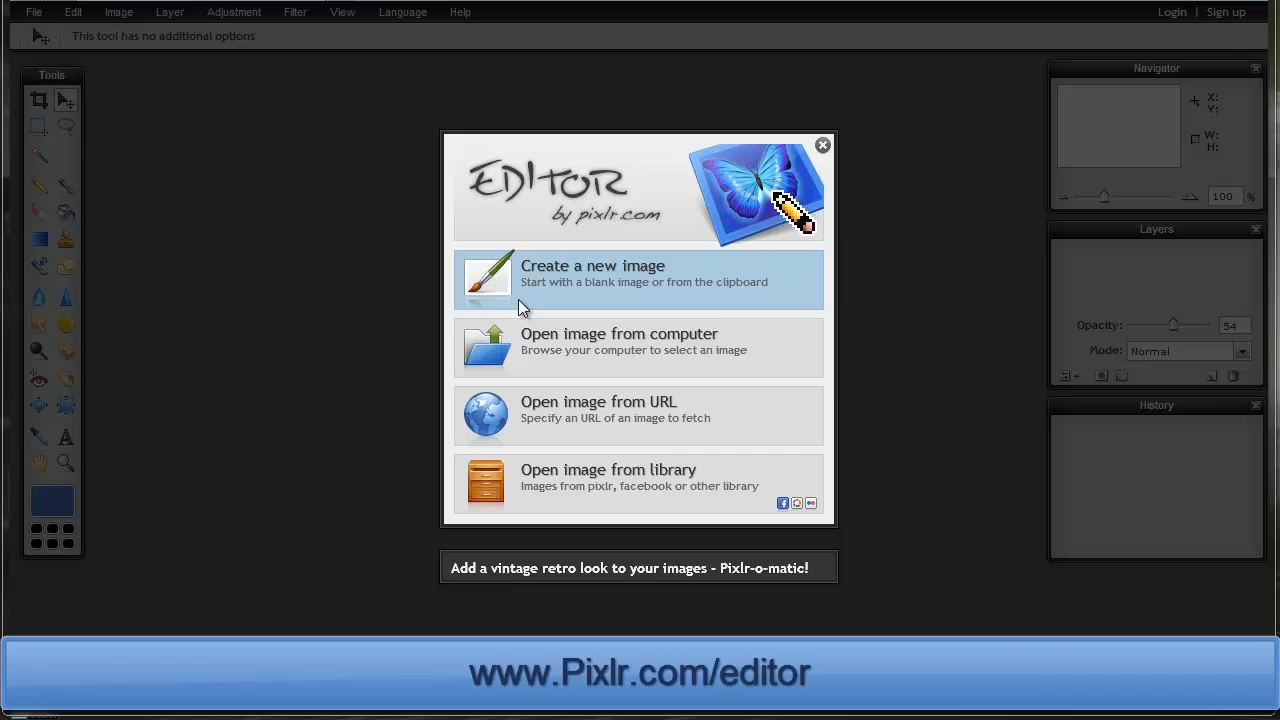 File Edit Image Layer Adjustment Filter View Language Help Login | Sign up
This tool has no additional options
Tools
Navigator
X:
Y:
W:
H:
100 %
EDITOR
by pixlr.com
Create a new image
Start with a blank image or from the clipboard
Open image from computer
Browse your computer to select an image
Open image from URL
Specify an URL of an image to fetch
Open image from library
Images from pixlr, facebook or other library
Layers
Opacity: 54
Mode: Normal
History
Add a vintage retro look to your images - Pixlr-o-matic!
www.Pixlr.com/editor